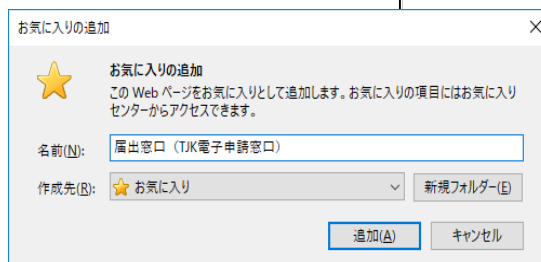 お気に入りの追加
お気に入りの追加
この Web ページをお気に入りとして追加します。お気に入りの項目にはお気に入り
センターからアクセスできます。
名前(N): 届出窓口（TJK電子申請窓口）
作成先(R): お気に入り 新規フォルダー(E)
追加(A) キャンセル